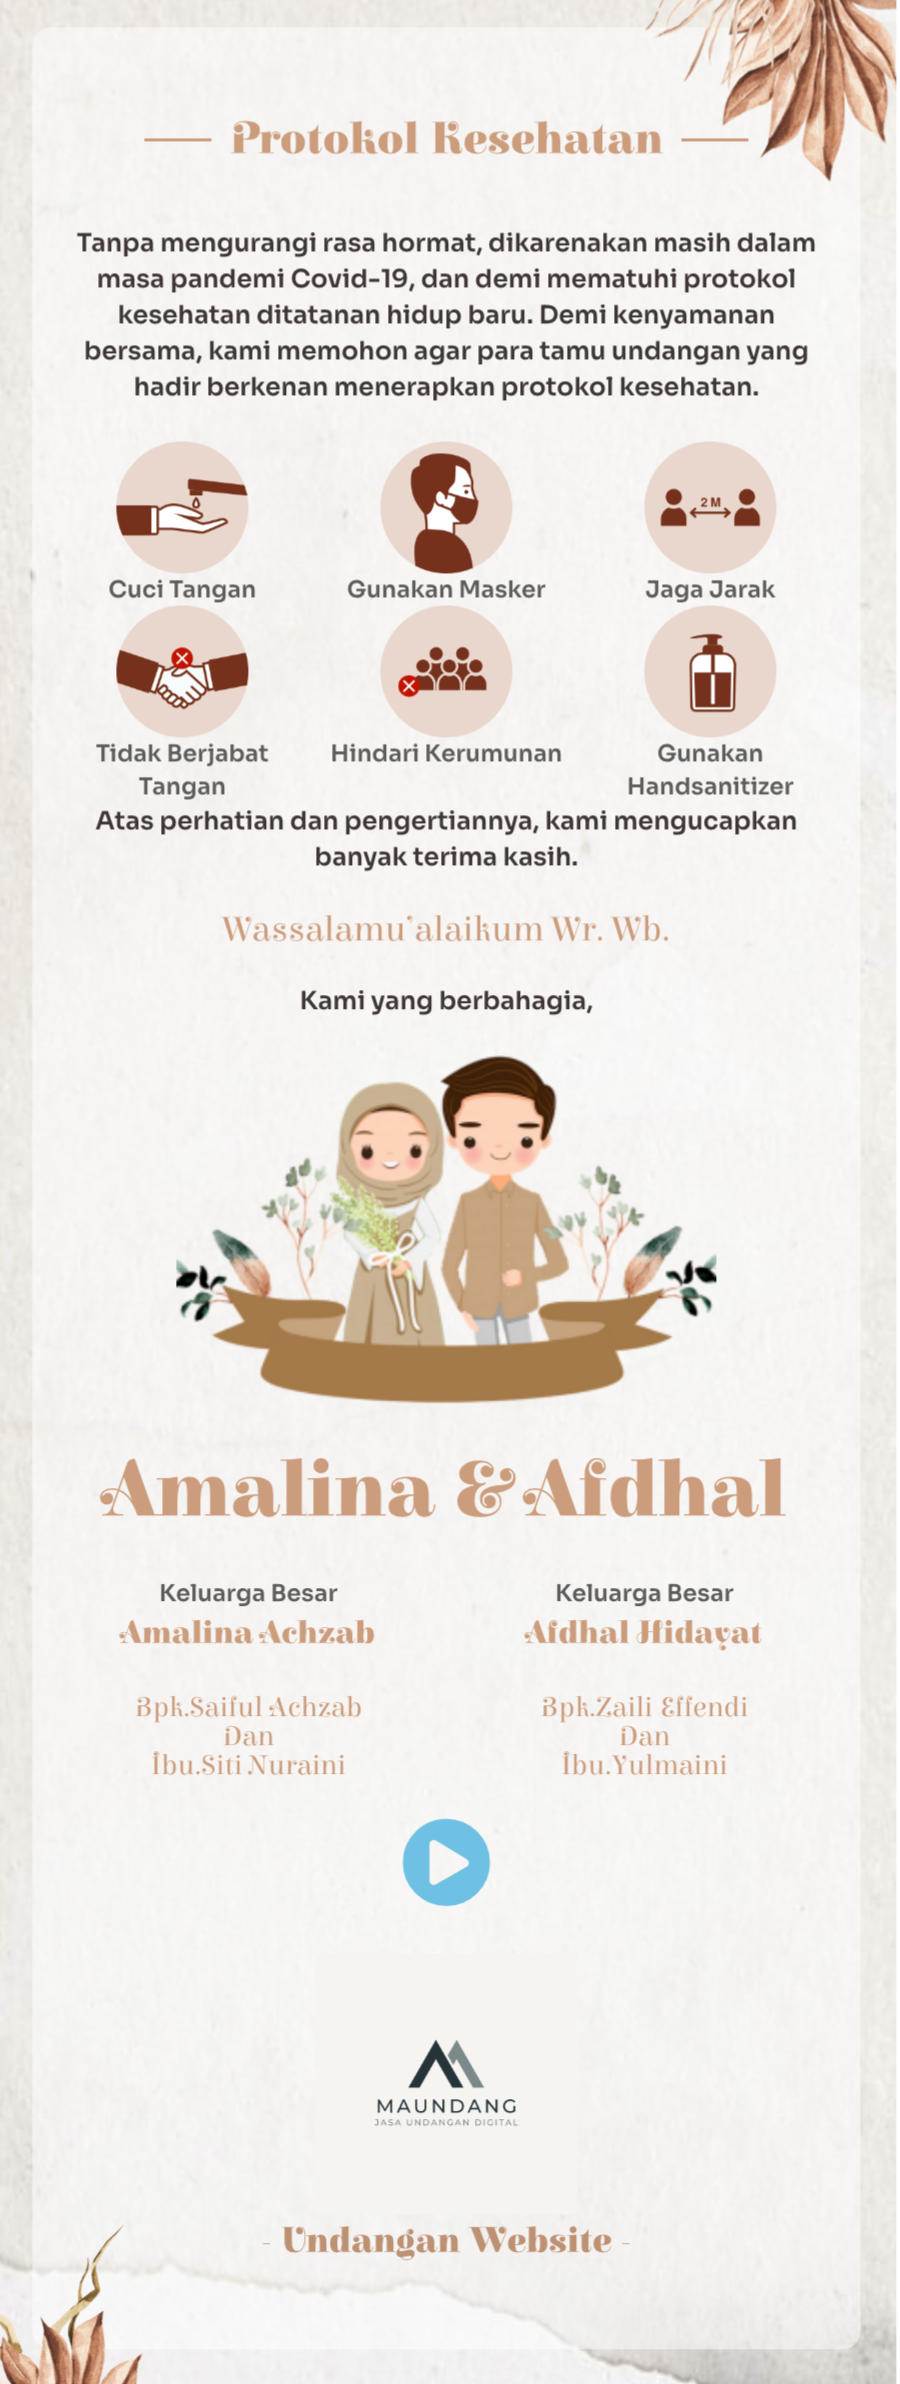 Protokol Kesehatan
Tanpa mengurangi rasa hormat, dikarenakan masih dalam
masa pandemi Covid-19, dan demi mematuhi protokol
kesehatan ditatanan hidup baru. Demi kenyamanan
bersama, kami memohon agar para tamu undangan yang
hadir berkenan menerapkan protokol kesehatan.
2 M
Cuci Tangan
Gunakan Masker
Jaga Jarak
Tidak Berjabat
Tangan
Hindari Kerumunan
Gunakan
Handsanitizer
Atas perhatian dan pengertiannya, kami mengucapkan
banyak terima kasih.
Wassalamu'alaikum Wr. Wb.
Kami yang berbahagia,
Amalina & Afdhal
Keluarga Besar
Amalina Achzab
Bpk.Saiful Achzab
Dan
Ibu.Siti Nuraini
Keluarga Besar
Afdhal Hidayat
Bpk.Zaili Effendi
Dan
Ibu.Yulmaini
MAUNDANG
JASA UNDANGAN DIGITAL
- Undangan Website -